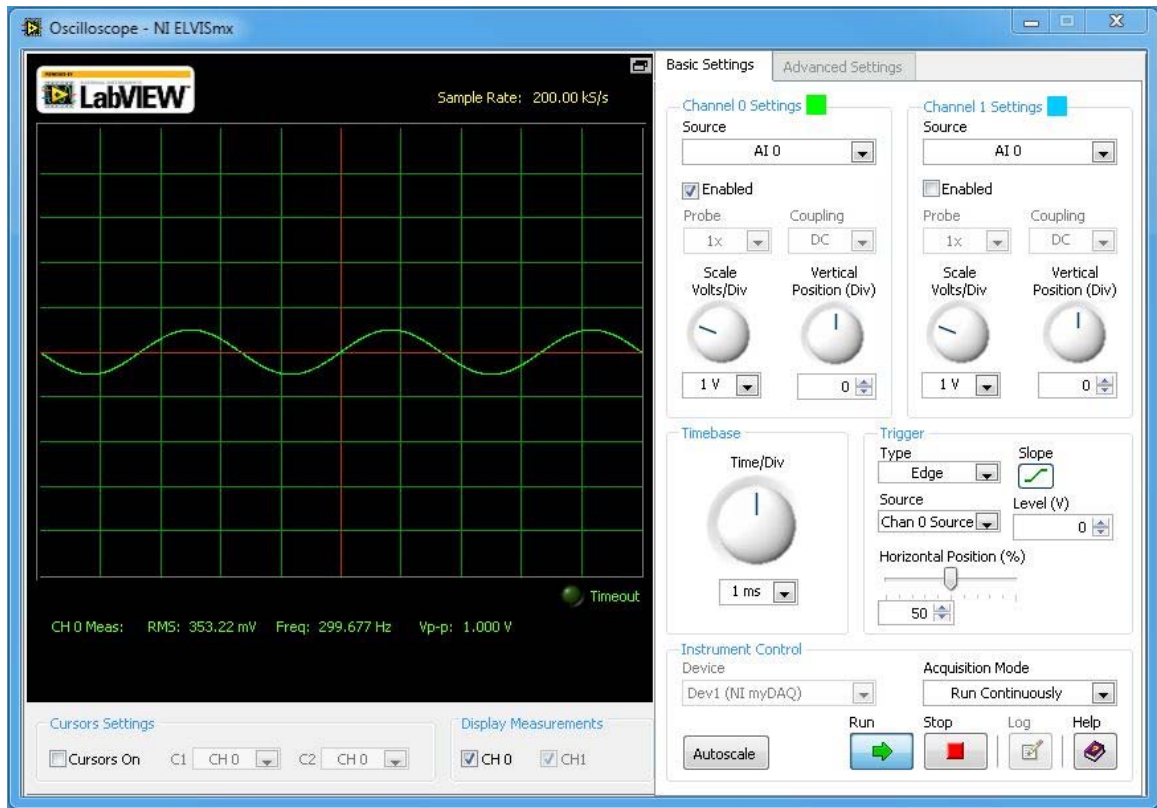 Oscilloscope - NI ELVISmx
LabVIEW
Sample Rate: 200.00 kS/s
Timeout
CH 0 Meas: RMS: 353.22 mV Freq: 299.677 Hz Vp-p: 1.000 V
Cursors Settings
Cursors On C1 CH 0 C2 CH 0
Display Measurements
CH 0 CH1
Basic Settings Advanced Settings
Channel 0 Settings
Source
AI 0
Enabled
Probe Coupling
1x DC
Scale Volts/Div
Vertical Position (Div)
1 V 0
Channel 1 Settings
Source
AI 0
Enabled
Probe Coupling
1x DC
Scale Volts/Div
Vertical Position (Div)
1 V 0
Timebase
Time/Div
1 ms
Trigger
Type
Edge
Slope
Source
Chan 0 Source
Level (V)
0
Horizontal Position (%)
50
Instrument Control
Device
Dev1 (NI myDAQ)
Acquisition Mode
Run Continuously
Autoscale
Run Stop Log Help